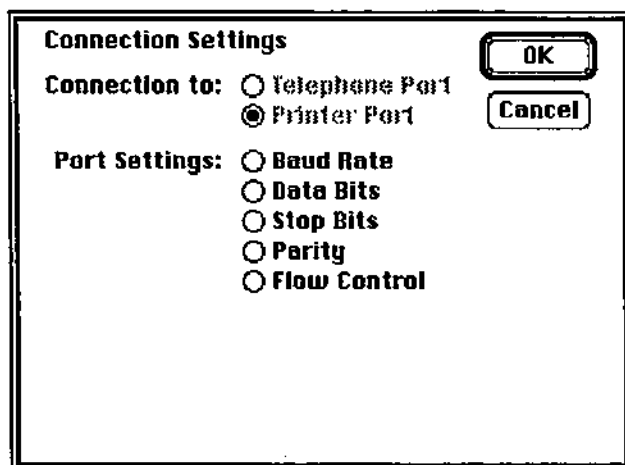 Connection Settings
OK
Connection to: Telephone Port
Printer Port
Cancel
Port Settings: Baud Rate
Data Bits
Stop Bits
Parity
Flow Control